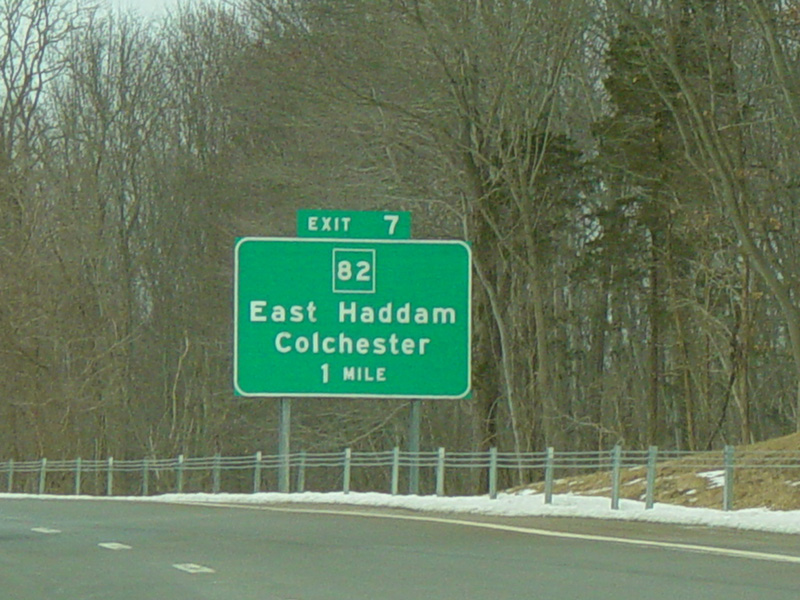 EXIT 7
82
East Haddam
Colchester
1 MILE